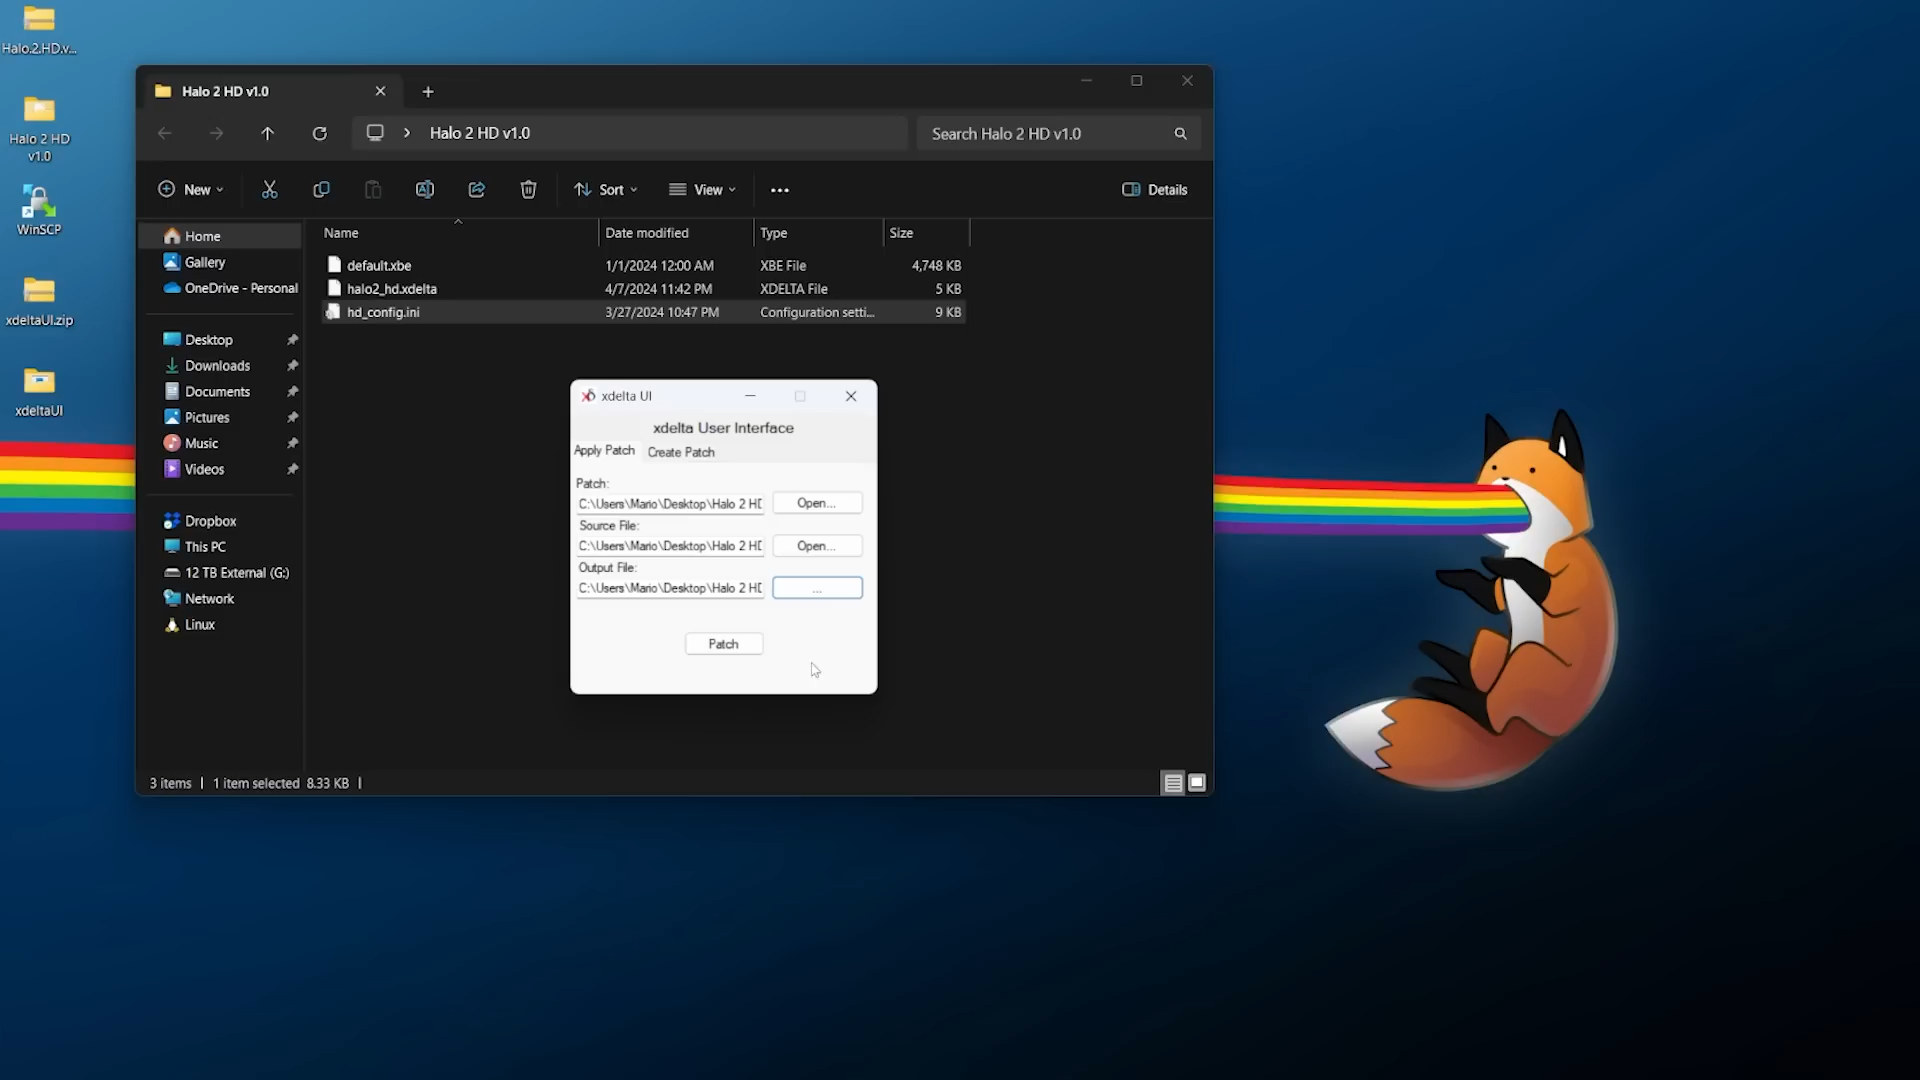 Halo.2.HD.v...
Halo 2 HD
v1.0
WinSCP
xdeltaUI.zip
xdeltaUI
Halo 2 HD v1.0
Halo 2 HD v1.0
Search Halo 2 HD v1.0
New
Sort
View
Details
Home
Gallery
OneDrive - Personal
Desktop
Downloads
Documents
Pictures
Music
Videos
Dropbox
This PC
12 TB External (G:)
Network
Linux
Name Date modified Type Size
default.xbe 1/1/2024 12:00 AM XBE File 4,748 KB
halo2_hd.xdelta 4/7/2024 11:42 PM XDELTA File 5 KB
hd_config.ini 3/27/2024 10:47 PM Configuration setti... 9 KB
xdelta UI
xdelta User Interface
Apply Patch Create Patch
Patch:
C:\Users\Mario\Desktop\Halo 2 HD Open...
Source File:
C:\Users\Mario\Desktop\Halo 2 HD Open...
Output File:
C:\Users\Mario\Desktop\Halo 2 HD ...
Patch
3 items | 1 item selected 8.33 KB |